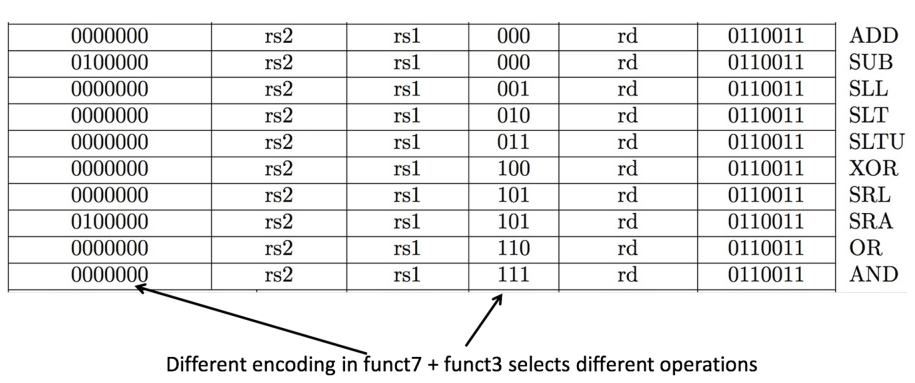 0000000 rs2 rs1 000 rd 0110011 ADD
0100000 rs2 rs1 000 rd 0110011 SUB
0000000 rs2 rs1 001 rd 0110011 SLL
0000000 rs2 rs1 010 rd 0110011 SLT
0000000 rs2 rs1 011 rd 0110011 SLTU
0000000 rs2 rs1 100 rd 0110011 XOR
0000000 rs2 rs1 101 rd 0110011 SRL
0100000 rs2 rs1 101 rd 0110011 SRA
0000000 rs2 rs1 110 rd 0110011 OR
0000000 rs2 rs1 111 rd 0110011 AND
Different encoding in funct7 + funct3 selects different operations